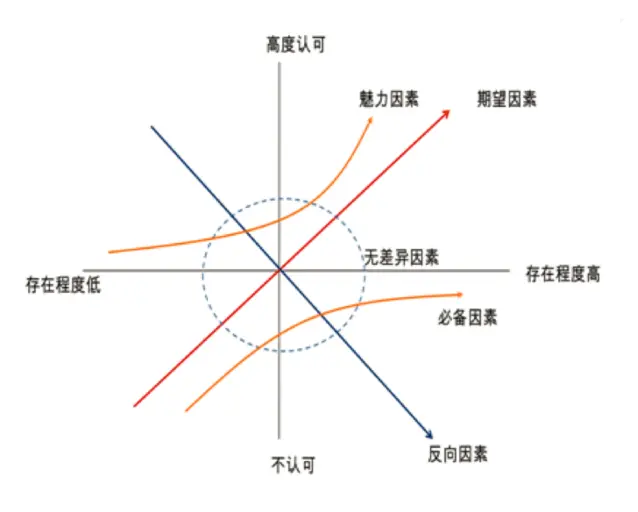 高度认可
魅力因素
期望因素
无差异因素
存在程度低
存在程度高
必备因素
反向因素
不认可